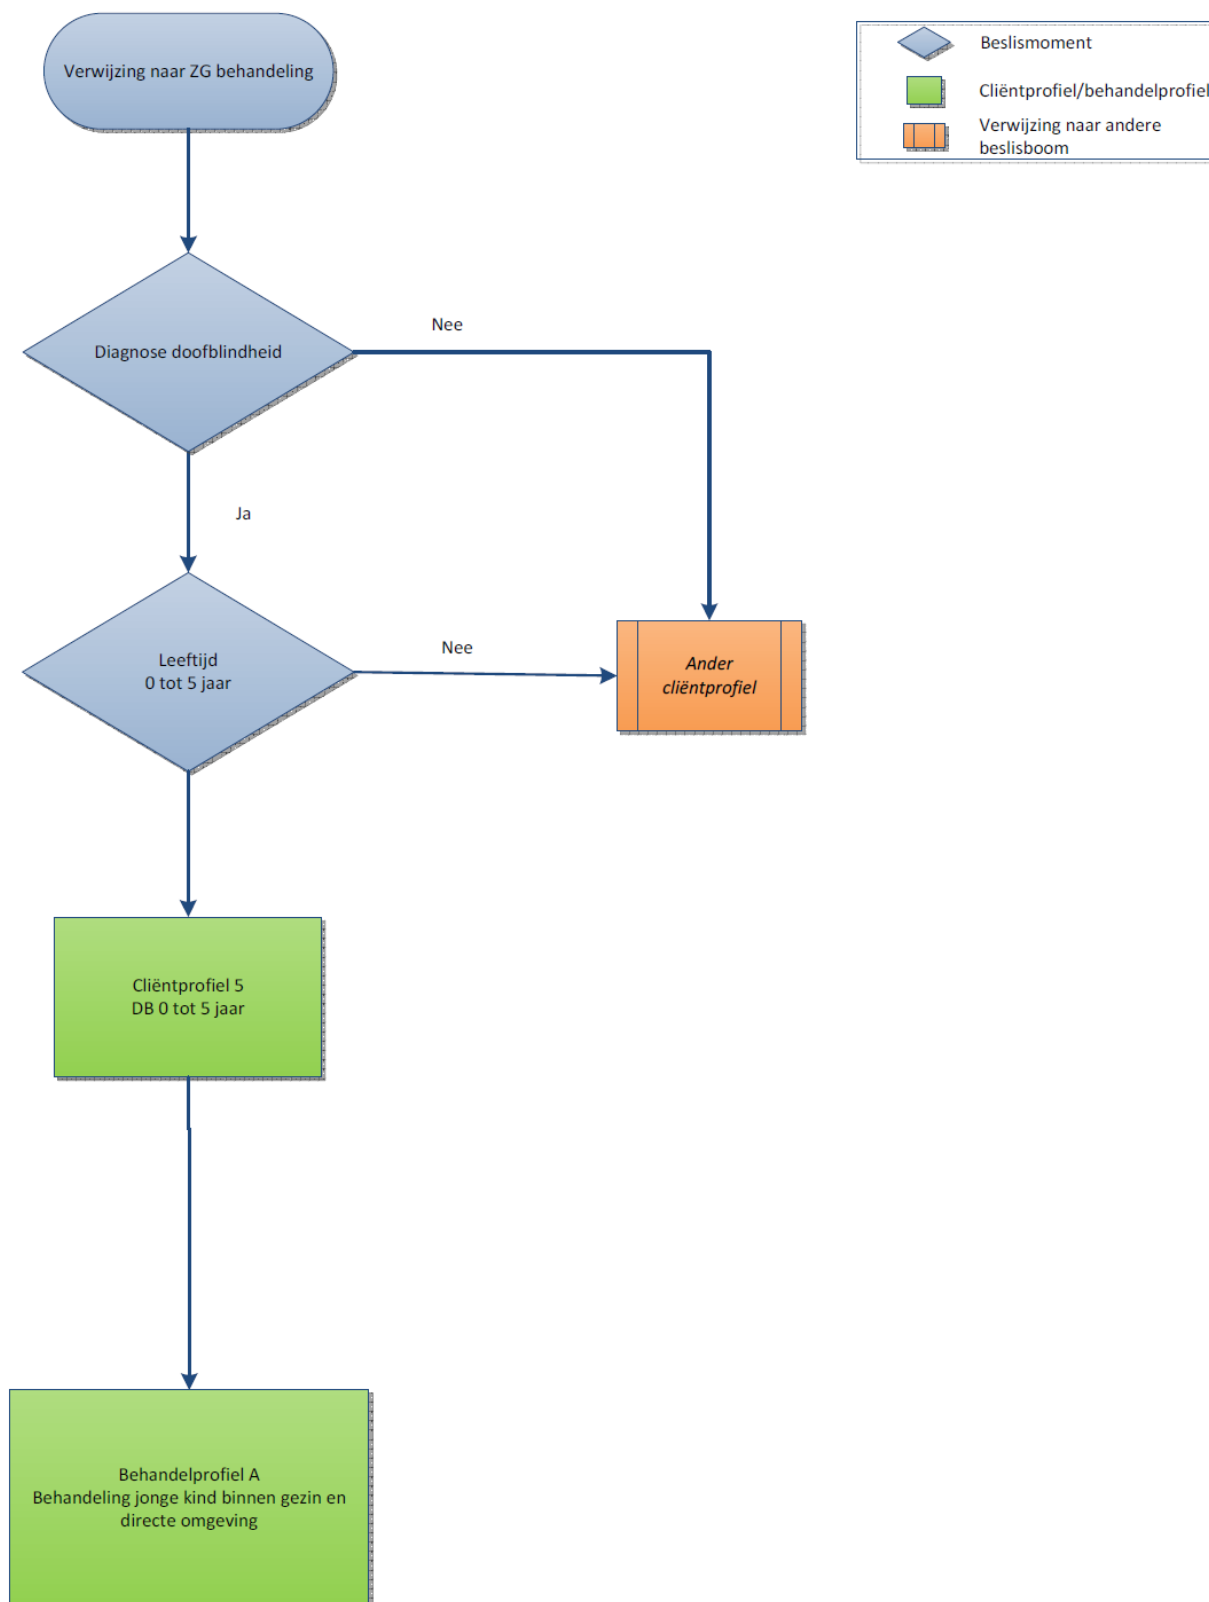 Verwijzing naar ZG behandeling
Beslismoment
Cliëntprofiel/behandelprofiel
Verwijzing naar andere
beslisboom
Diagnose doofblindheid
Nee
Ja
Leeftijd
0 tot 5 jaar
Nee
Ander
cliëntprofiel
Cliëntprofiel 5
DB 0 tot 5 jaar
Behandelprofiel A
Behandeling jonge kind binnen gezin en
directe omgeving